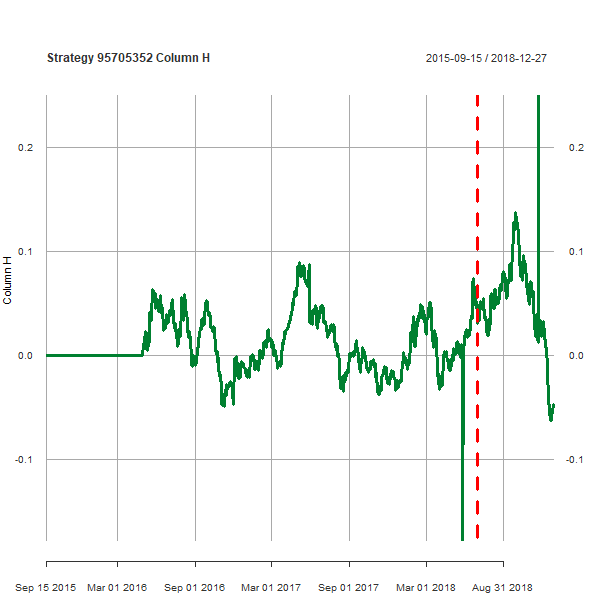 Strategy 95705352 Column H
2015-09-15 / 2018-12-27
0.2 0.2
0.1 0.1
Column H
0.0 0.0
-0.1 -0.1
Sep 15 2015 Mar 01 2016 Sep 01 2016 Mar 01 2017 Sep 01 2017 Mar 01 2018 Aug 31 2018